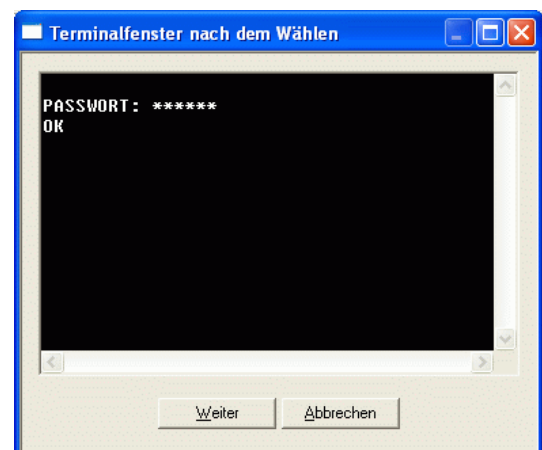 Terminalfenster nach dem Wählen
PASSWORT: ******
OK
Weiter
Abbrechen